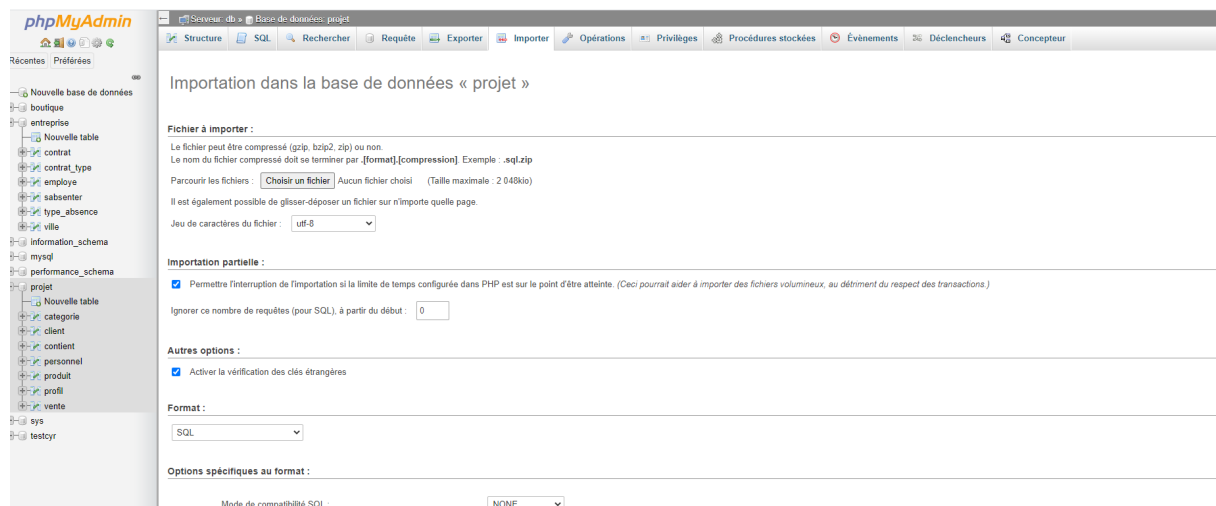 phpMyAdmin
Récentes Préférées
Nouvelle base de données
boutique
entreprise
Nouvelle table
contrat
contrat_type
employe
sabsenter
type_absence
ville
information_schema
mysql
performance_schema
projet
Nouvelle table
categorie
client
contient
personnel
produit
profil
vente
sys
testcyr
Serveur: db » Base de données: projet
Structure SQL Rechercher Requête Exporter Importer Opérations Privilèges Procédures stockées Évènements Déclencheurs Concepteur
Importation dans la base de données « projet »
Fichier à importer :
Le fichier peut être compressé (gzip, bzip2, zip) ou non.
Le nom du fichier compressé doit se terminer par .[format].[compression]. Exemple : .sql.zip
Parcourir les fichiers : Choisir un fichier Aucun fichier choisi (Taille maximale : 2 048kio)
Il est également possible de glisser-déposer un fichier sur n'importe quelle page.
Jeu de caractères du fichier : utf-8
Importation partielle :
Permettre l'interruption de l'importation si la limite de temps configurée dans PHP est sur le point d'être atteinte. (Ceci pourrait aider à importer des fichiers volumineux, au détriment du respect des transactions.)
Ignorer ce nombre de requêtes (pour SQL), à partir du début : 0
Autres options :
Activer la vérification des clés étrangères
Format :
SQL
Options spécifiques au format :
Mode de compatibilité SQL : NONE